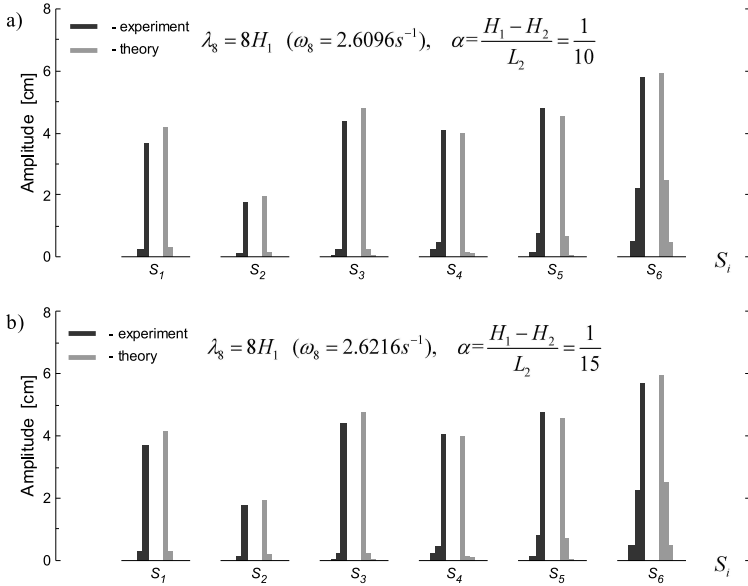 a)
8
6
4
2
0
Amplitude [cm]
- experiment
- theory
λ₈ = 8H₁ (ω₈ = 2.6096s⁻¹), α = (H₁ − H₂)/L₂ = 1/10
S₁ S₂ S₃ S₄ S₅ S₆ Sᵢ
b)
8
6
4
2
0
Amplitude [cm]
- experiment
- theory
λ₈ = 8H₁ (ω₈ = 2.6216s⁻¹), α = (H₁ − H₂)/L₂ = 1/15
S₁ S₂ S₃ S₄ S₅ S₆ Sᵢ